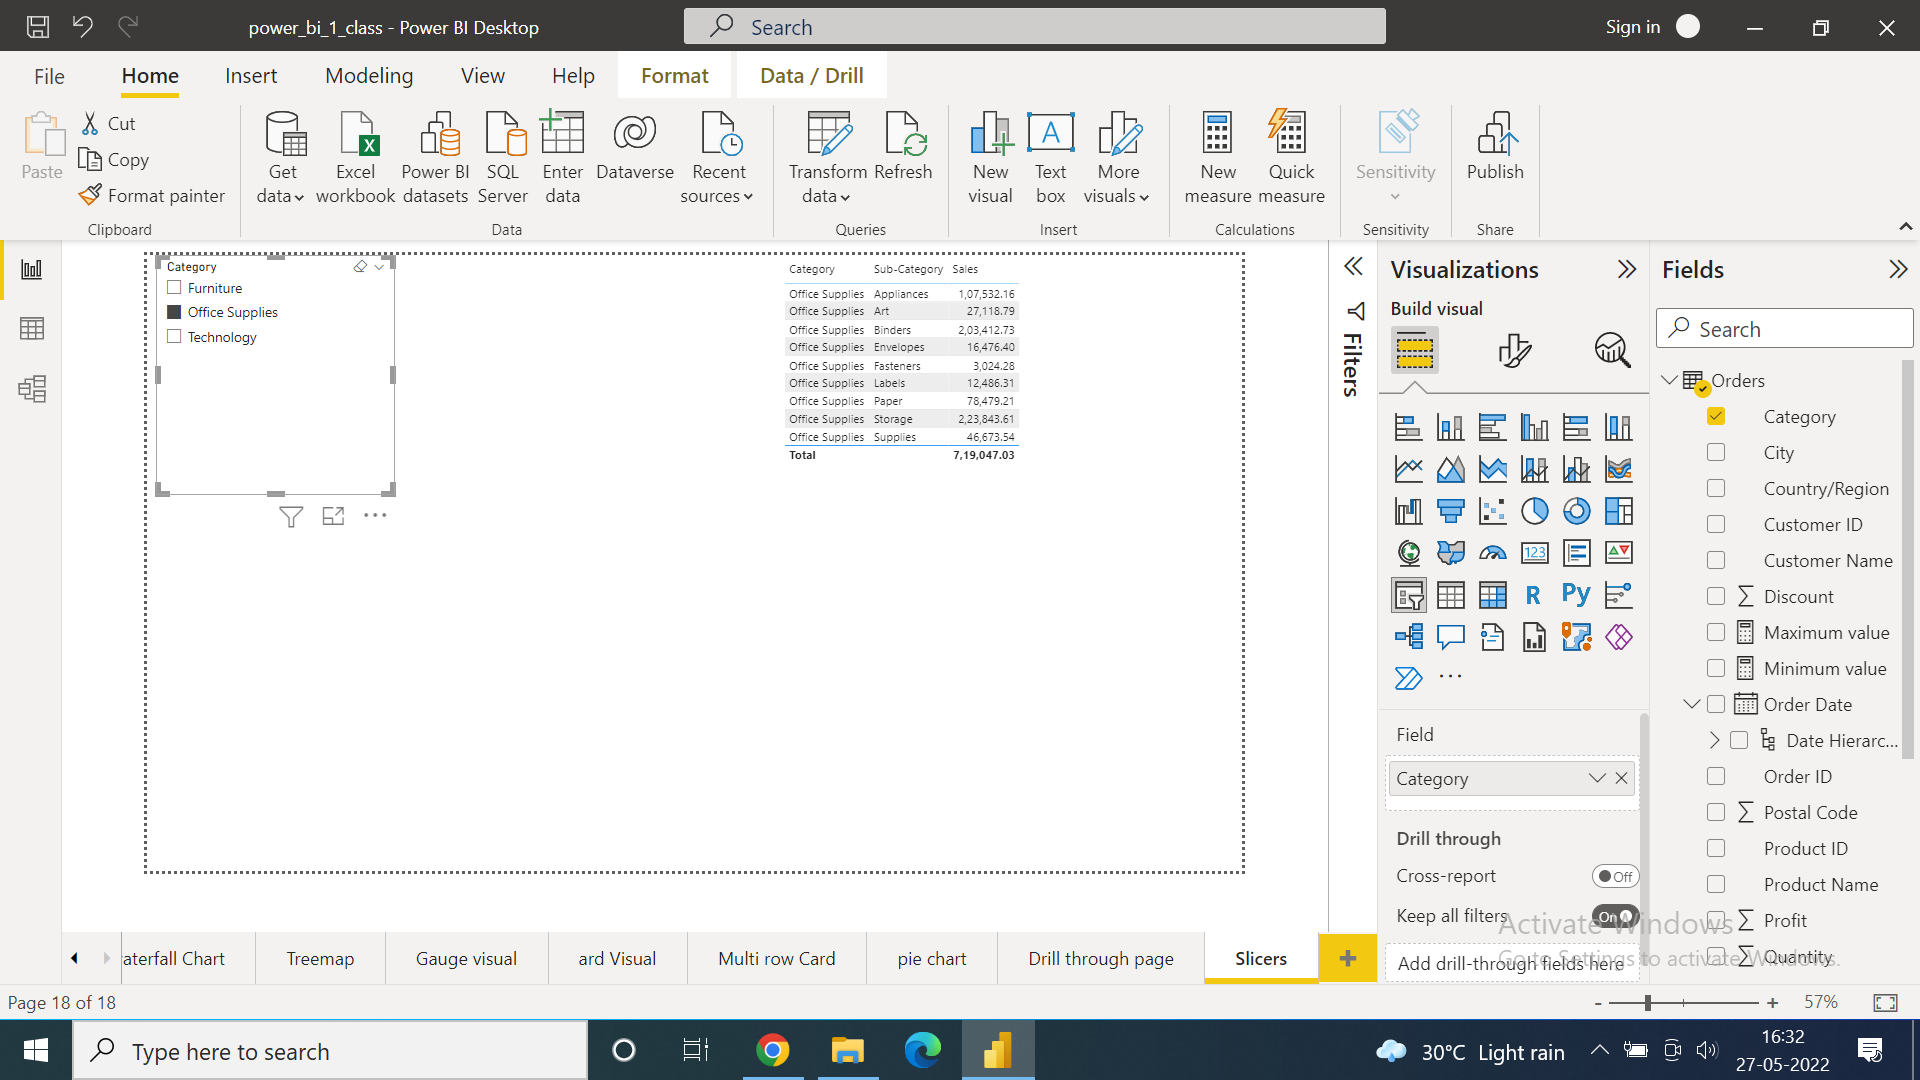 power_bi_1_class - Power BI Desktop
Search
Sign in
File
Home
Insert
Modeling
View
Help
Format
Data / Drill
Paste
Cut
Copy
Format painter
Clipboard
Get data
Excel workbook
Power BI datasets
SQL Server
Enter data
Dataverse
Recent sources
Data
Transform data
Refresh
Queries
New visual
Text box
More visuals
Insert
New measure
Quick measure
Calculations
Sensitivity
Sensitivity
Publish
Share
Category
Furniture
Office Supplies
Technology
Category Sub-Category Sales
Office Supplies Appliances 1,07,532.16
Office Supplies Art 27,118.79
Office Supplies Binders 2,03,412.73
Office Supplies Envelopes 16,476.40
Office Supplies Fasteners 3,024.28
Office Supplies Labels 12,486.31
Office Supplies Paper 78,479.21
Office Supplies Storage 2,23,843.61
Office Supplies Supplies 46,673.54
Total 7,19,047.03
Filters
Visualizations
Build visual
123
R
Py
Field
Category
Drill through
Cross-report
Off
Keep all filters
On
Add drill-through fields here
Fields
Search
Orders
Category
City
Country/Region
Customer ID
Customer Name
Discount
Maximum value
Minimum value
Order Date
Date Hierarc...
Order ID
Postal Code
Product ID
Product Name
Profit
Quantity
Activate Windows
Go to Settings to activate Windows.
aterfall Chart
Treemap
Gauge visual
ard Visual
Multi row Card
pie chart
Drill through page
Slicers
Page 18 of 18
57%
Type here to search
30°C Light rain
16:32
27-05-2022